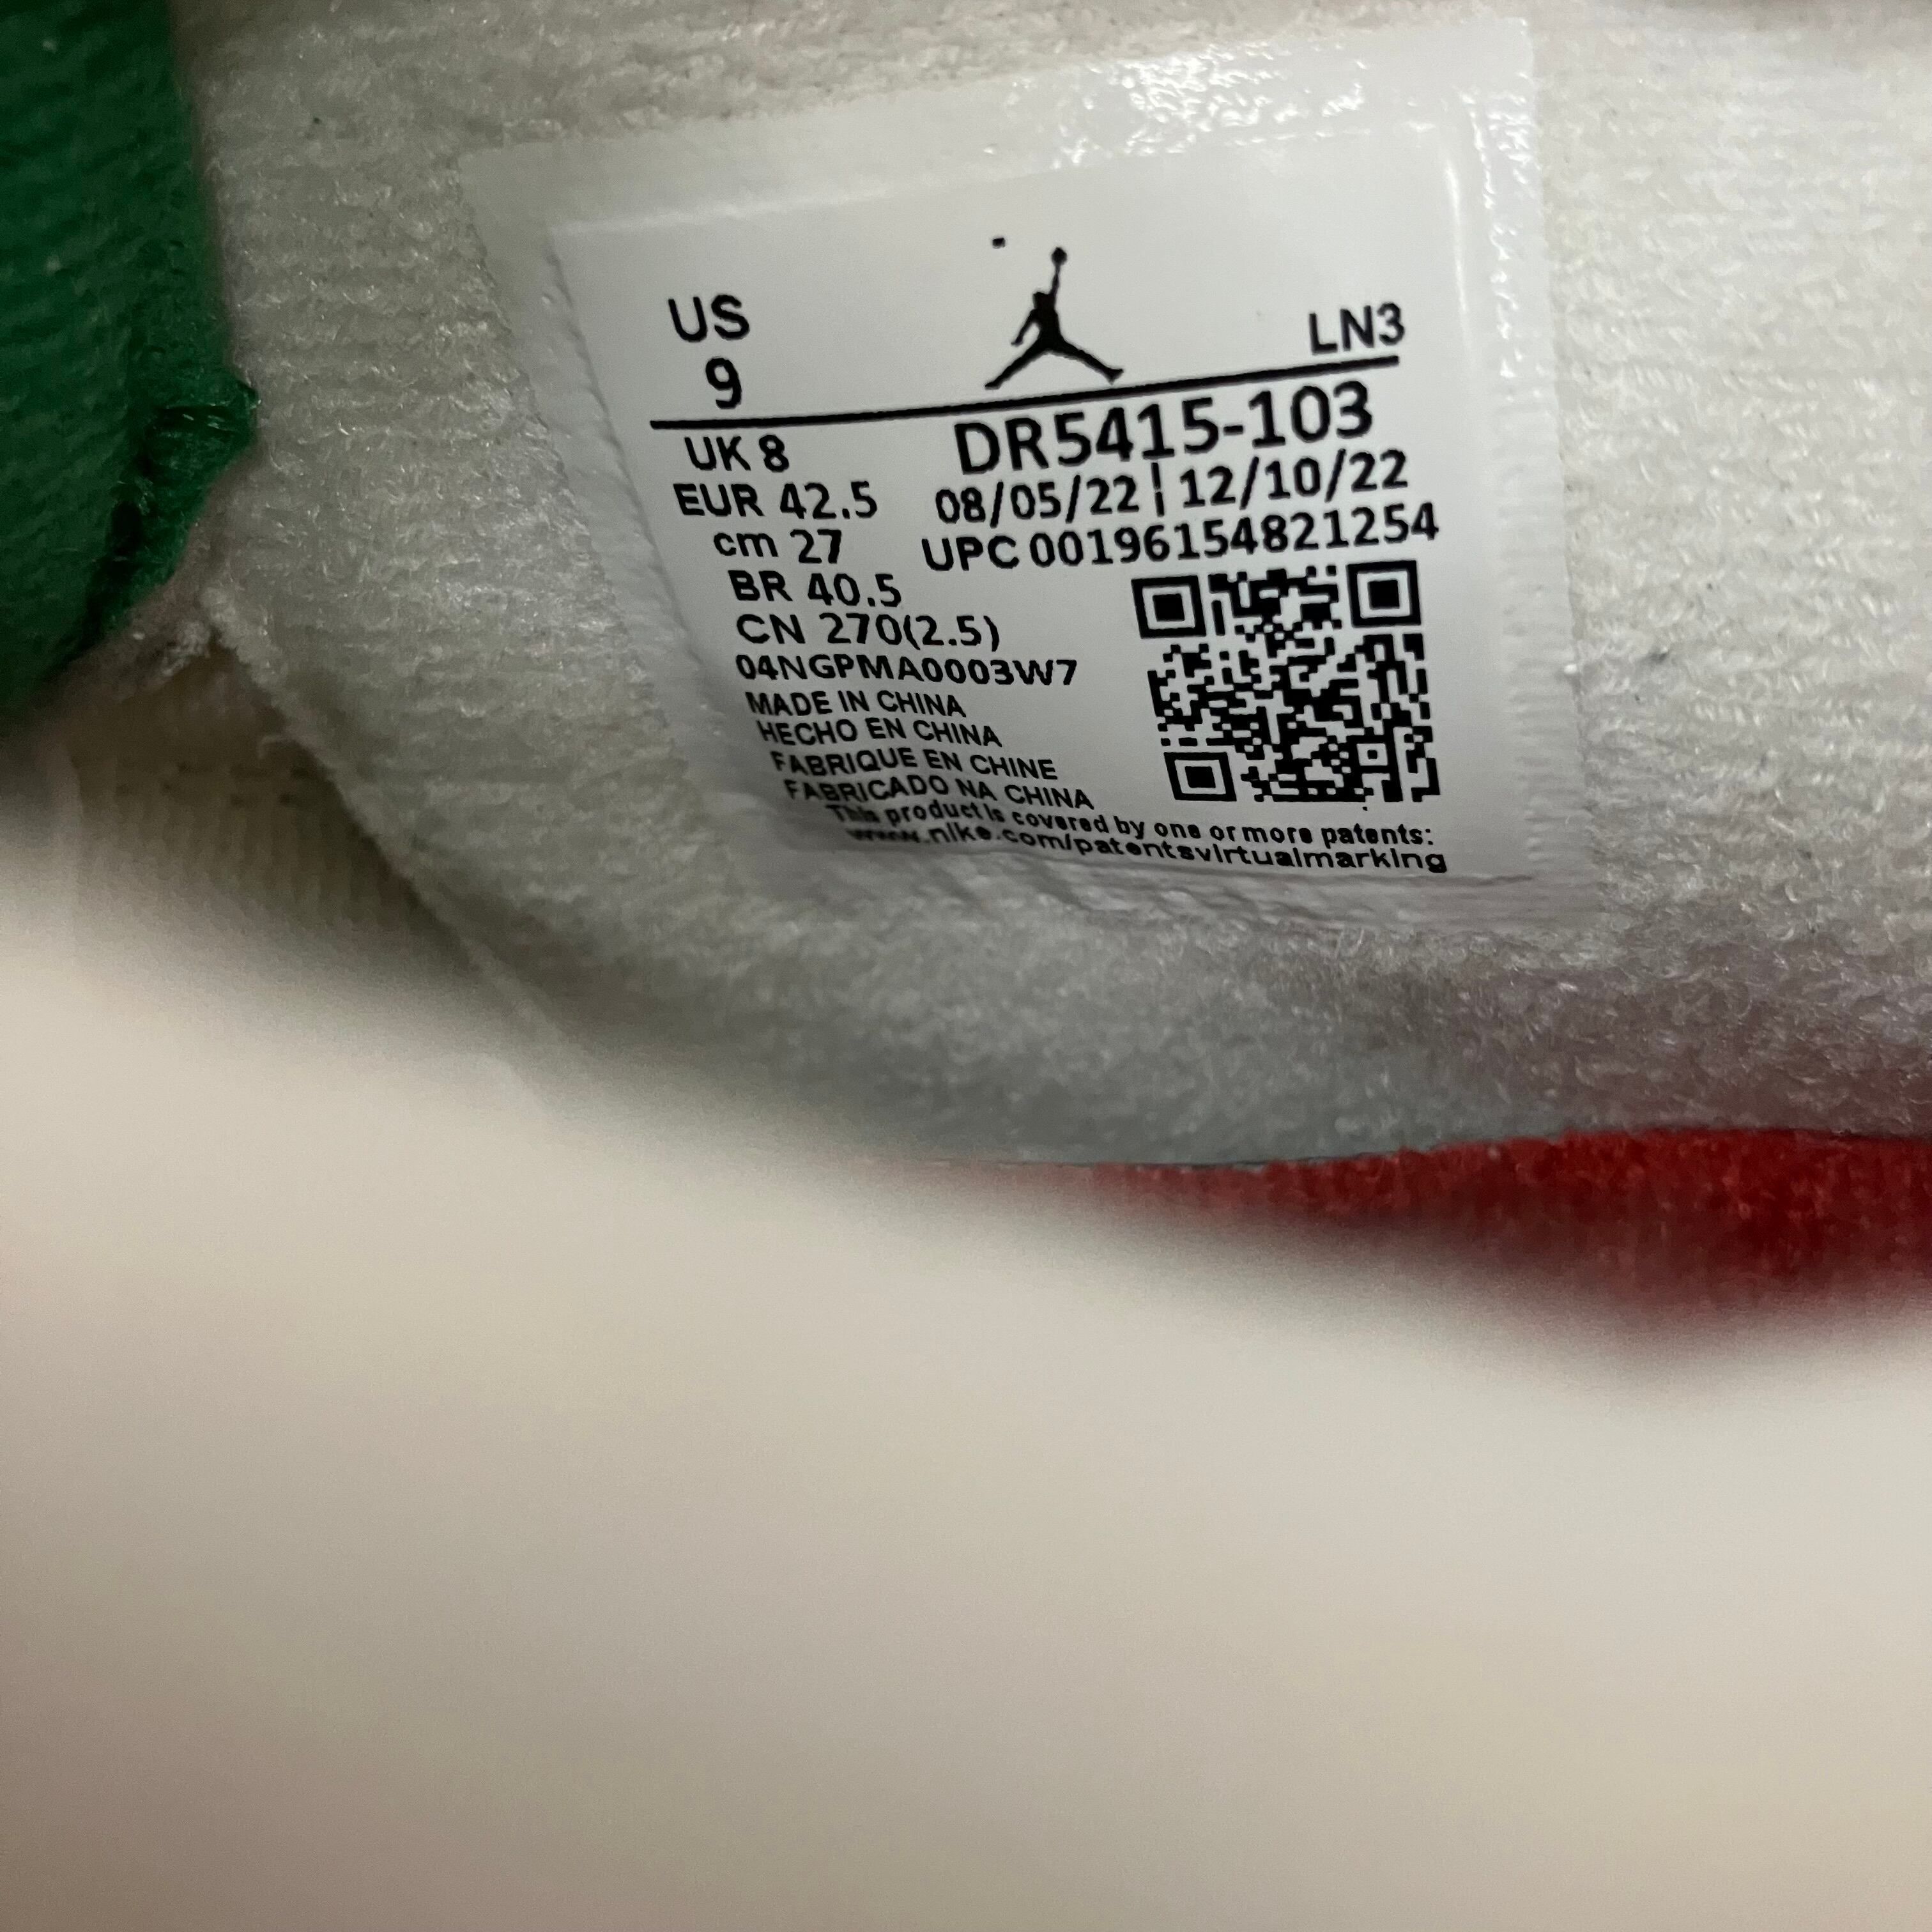 US
9
LN3
UK 8
EUR 42.5
cm 27
BR 40.5
CN 270(2.5)
04NGPMA0003W7
MADE IN CHINA
HECHO EN CHINA
FABRIQUE EN CHINE
FABRICADO NA CHINA
DR5415-103
08/05/22 | 12/10/22
UPC 00196154821254
This product is covered by one or more patents:
www.nike.com/patentsvirtualmarking